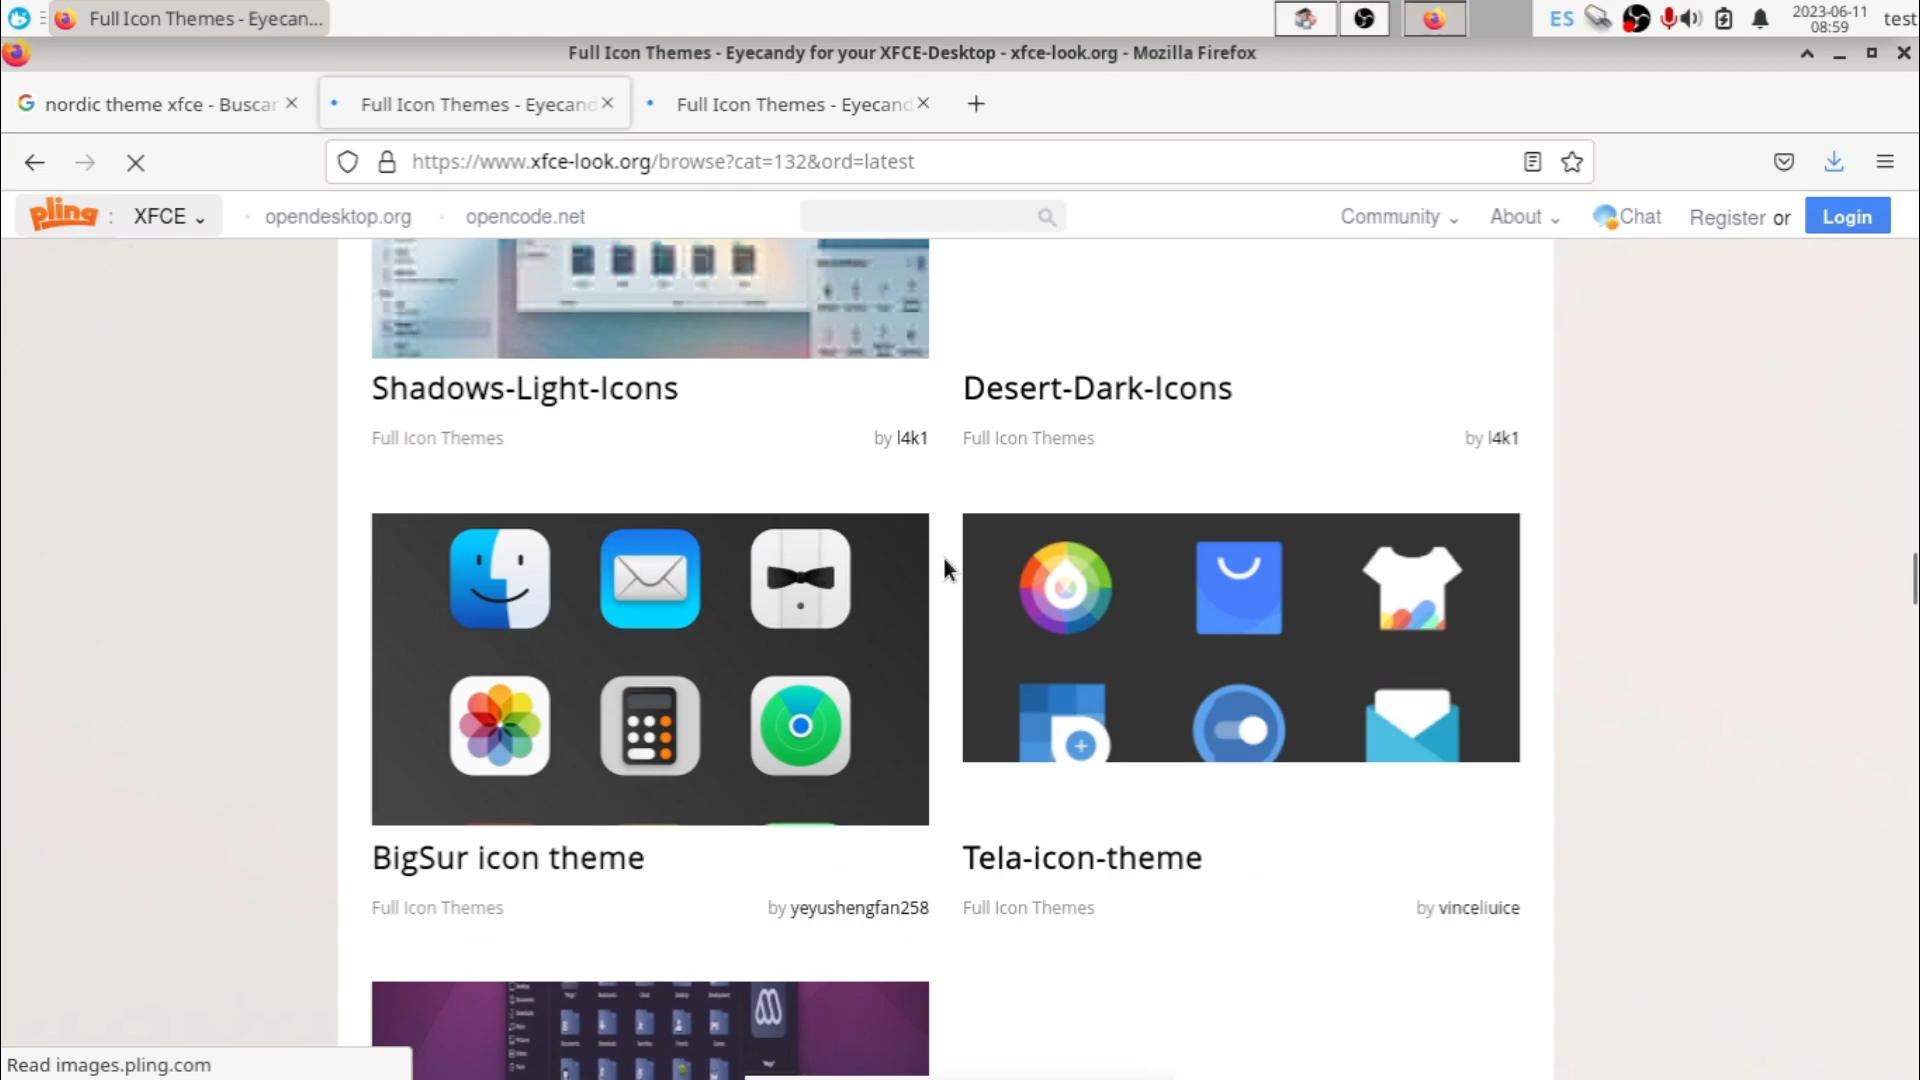 Full Icon Themes - Eyecan...
ES
2023-06-11
08:59
test
Full Icon Themes - Eyecandy for your XFCE-Desktop - xfce-look.org - Mozilla Firefox
nordic theme xfce - Buscar
Full Icon Themes - Eyecand
Full Icon Themes - Eyecand
https://www.xfce-look.org/browse?cat=132&ord=latest
pling : XFCE
opendesktop.org
opencode.net
Community
About
Chat
Register or
Login
Shadows-Light-Icons
Desert-Dark-Icons
Full Icon Themes by l4k1
Full Icon Themes by l4k1
BigSur icon theme
Tela-icon-theme
Full Icon Themes by yeyushengfan258
Full Icon Themes by vinceliuice
Read images.pling.com